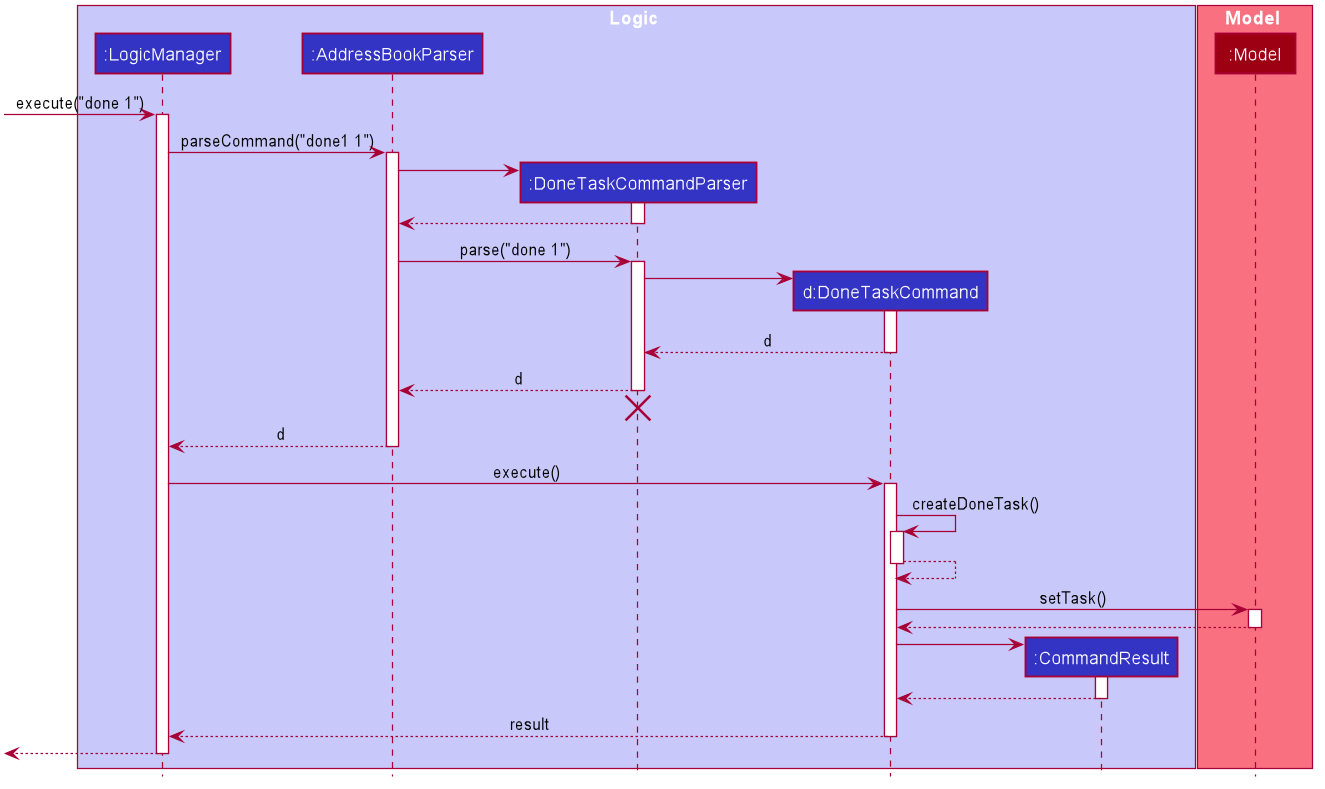 Logic
Model
:LogicManager
:AddressBookParser
:Model
execute("done 1")
parseCommand("done1 1")
:DoneTaskCommandParser
parse("done 1")
d:DoneTaskCommand
d
d
d
execute()
createDoneTask()
setTask()
:CommandResult
result